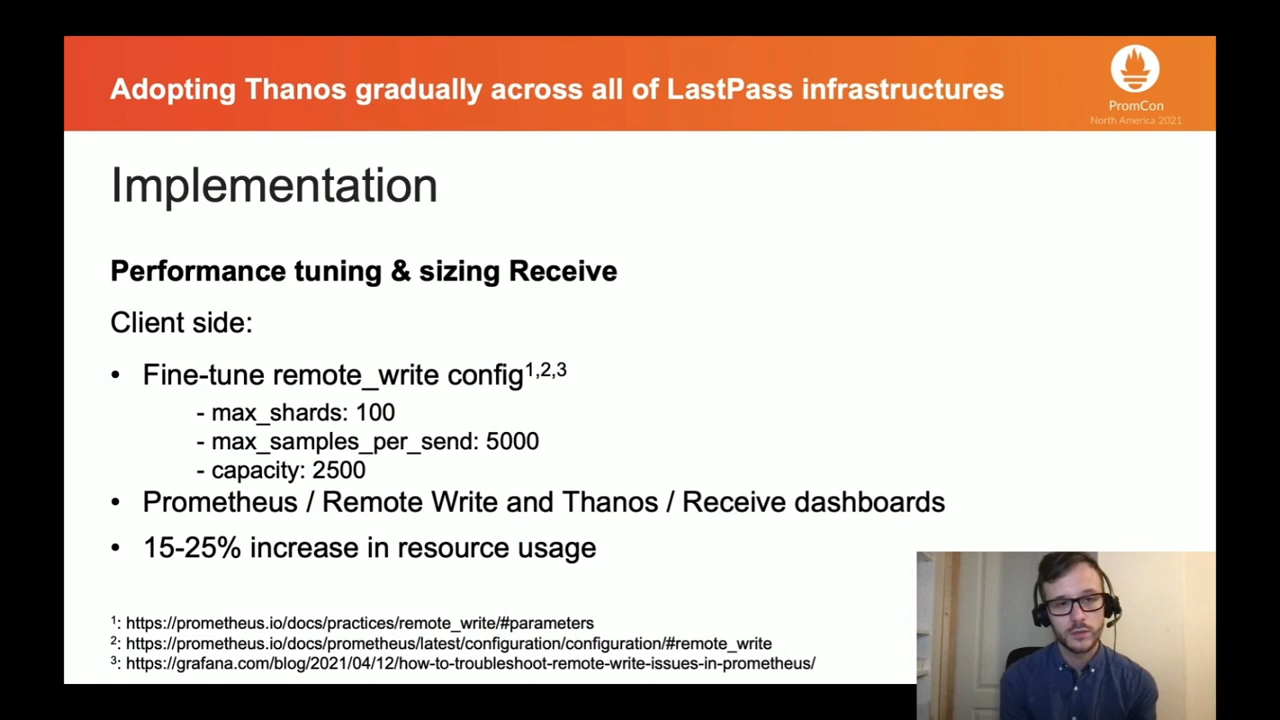 Adopting Thanos gradually across all of LastPass infrastructures
PromCon
North America 2021
Implementation
Performance tuning & sizing Receive
Client side:
• Fine-tune remote_write config¹,²,³
- max_shards: 100
- max_samples_per_send: 5000
- capacity: 2500
• Prometheus / Remote Write and Thanos / Receive dashboards
• 15-25% increase in resource usage
¹: https://prometheus.io/docs/practices/remote_write/#parameters
²: https://prometheus.io/docs/prometheus/latest/configuration/configuration/#remote_write
³: https://grafana.com/blog/2021/04/12/how-to-troubleshoot-remote-write-issues-in-prometheus/